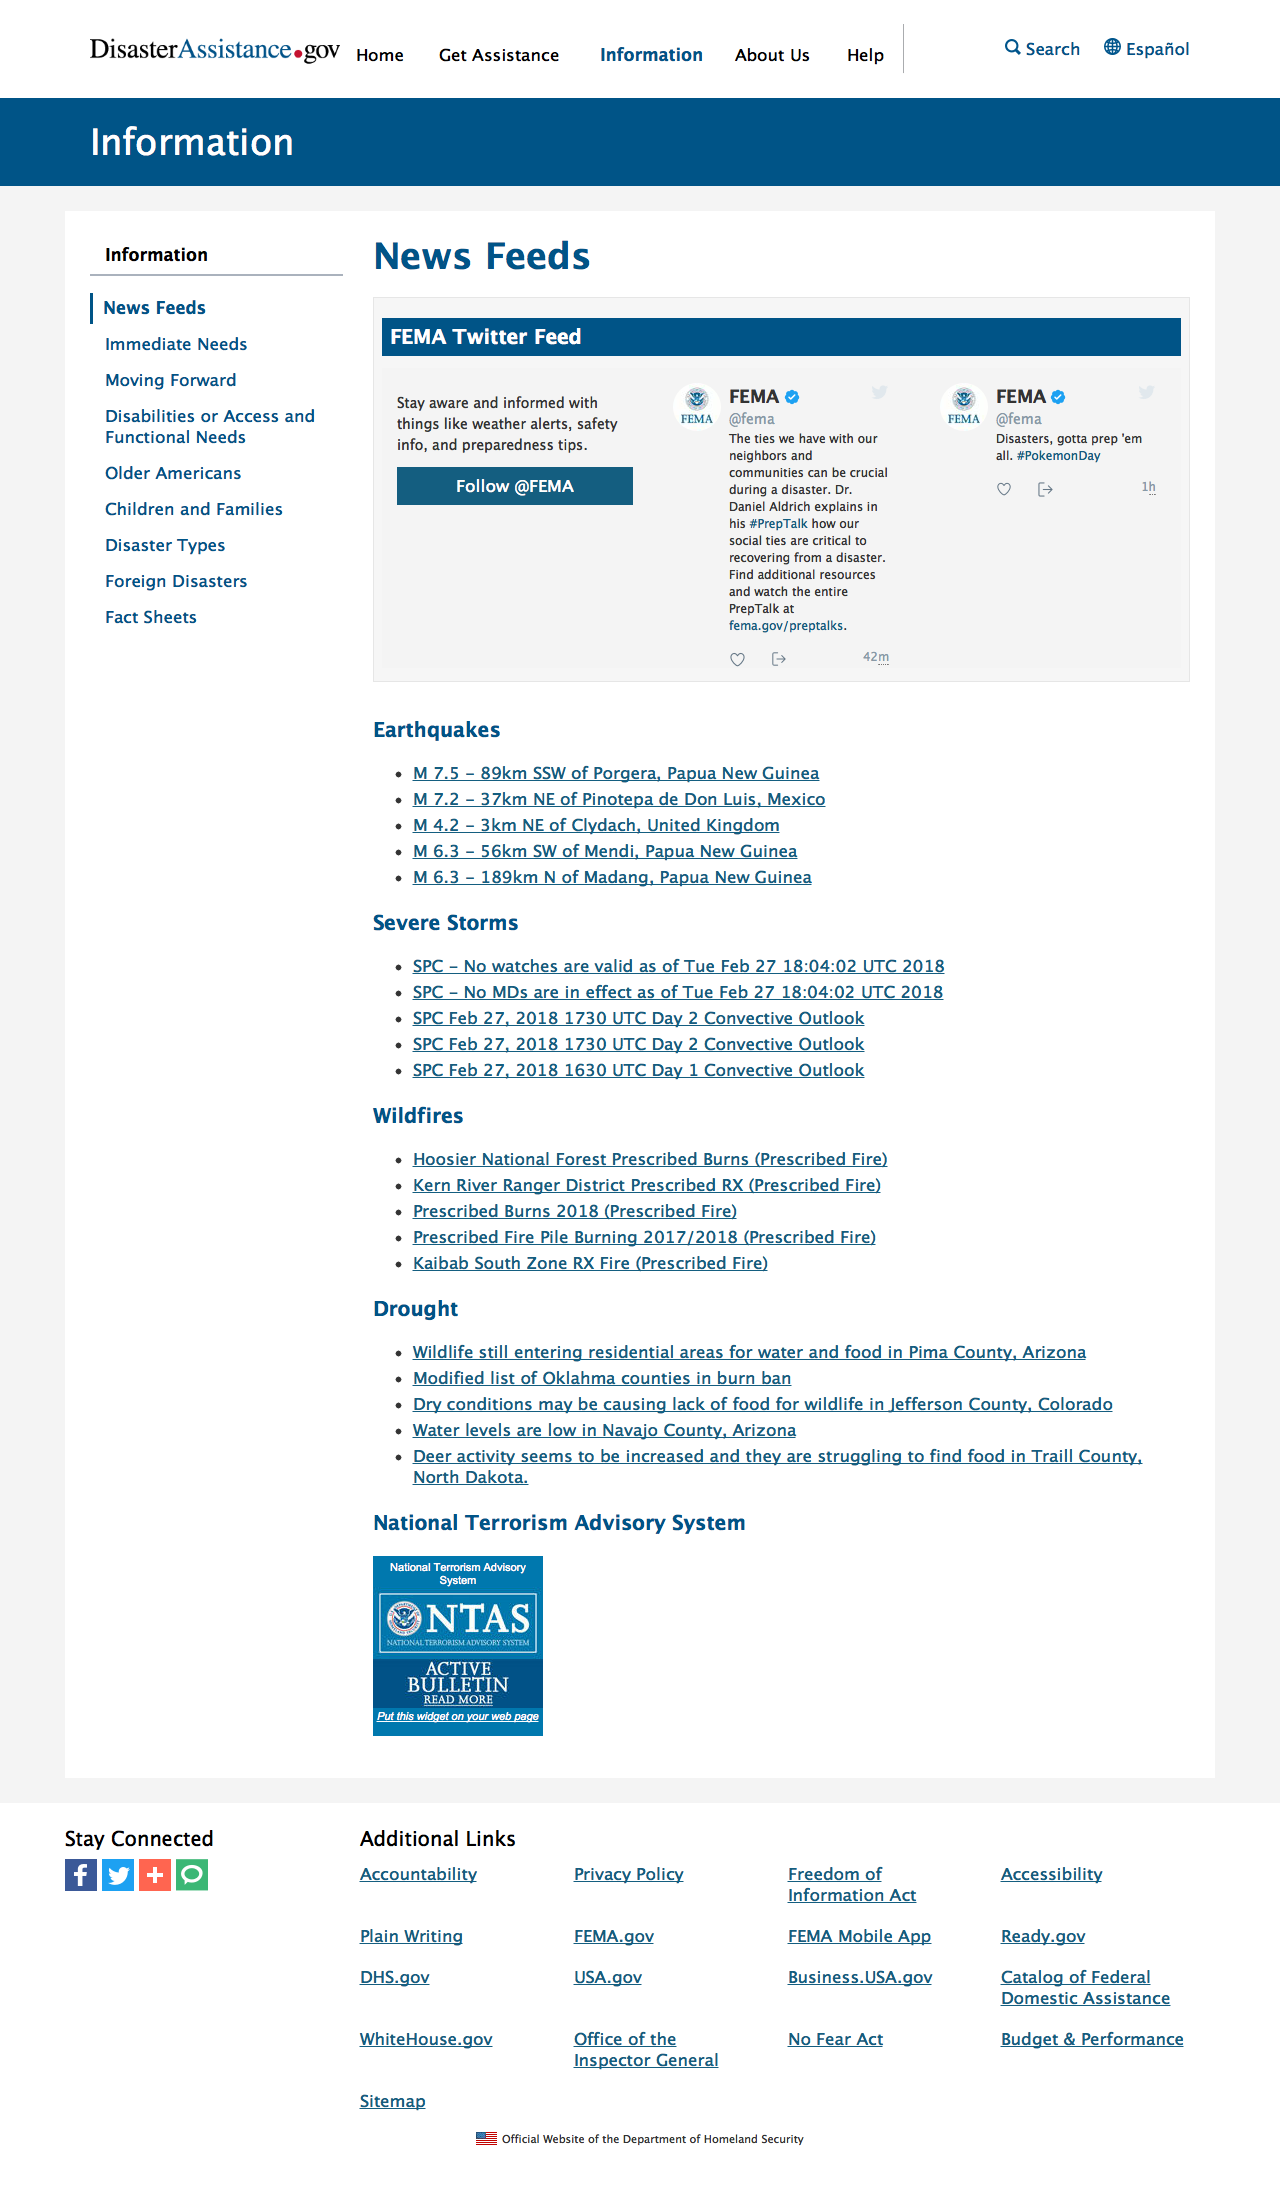 DisasterAssistance.gov
Home
Get Assistance
Information
About Us
Help
Search
Español
Information
Information
News Feeds
Immediate Needs
Moving Forward
Disabilities or Access and
Functional Needs
Older Americans
Children and Families
Disaster Types
Foreign Disasters
Fact Sheets
News Feeds
FEMA Twitter Feed
Stay aware and informed with
things like weather alerts, safety
info, and preparedness tips.
Follow @FEMA
FEMA
FEMA
@fema
The ties we have with our
neighbors and
communities can be crucial
during a disaster. Dr.
Daniel Aldrich explains in
his #PrepTalk how our
social ties are critical to
recovering from a disaster.
Find additional resources
and watch the entire
PrepTalk at
fema.gov/preptalks.
42m
FEMA
FEMA
@fema
Disasters, gotta prep 'em
all. #PokemonDay
1h
Earthquakes
M 7.5 - 89km SSW of Porgera, Papua New Guinea
M 7.2 - 37km NE of Pinotepa de Don Luis, Mexico
M 4.2 - 3km NE of Clydach, United Kingdom
M 6.3 - 56km SW of Mendi, Papua New Guinea
M 6.3 - 189km N of Madang, Papua New Guinea
Severe Storms
SPC - No watches are valid as of Tue Feb 27 18:04:02 UTC 2018
SPC - No MDs are in effect as of Tue Feb 27 18:04:02 UTC 2018
SPC Feb 27, 2018 1730 UTC Day 2 Convective Outlook
SPC Feb 27, 2018 1730 UTC Day 2 Convective Outlook
SPC Feb 27, 2018 1630 UTC Day 1 Convective Outlook
Wildfires
Hoosier National Forest Prescribed Burns (Prescribed Fire)
Kern River Ranger District Prescribed RX (Prescribed Fire)
Prescribed Burns 2018 (Prescribed Fire)
Prescribed Fire Pile Burning 2017/2018 (Prescribed Fire)
Kaibab South Zone RX Fire (Prescribed Fire)
Drought
Wildlife still entering residential areas for water and food in Pima County, Arizona
Modified list of Oklahma counties in burn ban
Dry conditions may be causing lack of food for wildlife in Jefferson County, Colorado
Water levels are low in Navajo County, Arizona
Deer activity seems to be increased and they are struggling to find food in Traill County,
North Dakota.
National Terrorism Advisory System
National Terrorism Advisory
System
NTAS
NATIONAL TERRORISM ADVISORY SYSTEM
ACTIVE
BULLETIN
READ MORE
Put this widget on your web page
Stay Connected
Additional Links
Accountability
Privacy Policy
Freedom of
Information Act
Accessibility
Plain Writing
FEMA.gov
FEMA Mobile App
Ready.gov
DHS.gov
USA.gov
Business.USA.gov
Catalog of Federal
Domestic Assistance
WhiteHouse.gov
Office of the
Inspector General
No Fear Act
Budget & Performance
Sitemap
Official Website of the Department of Homeland Security